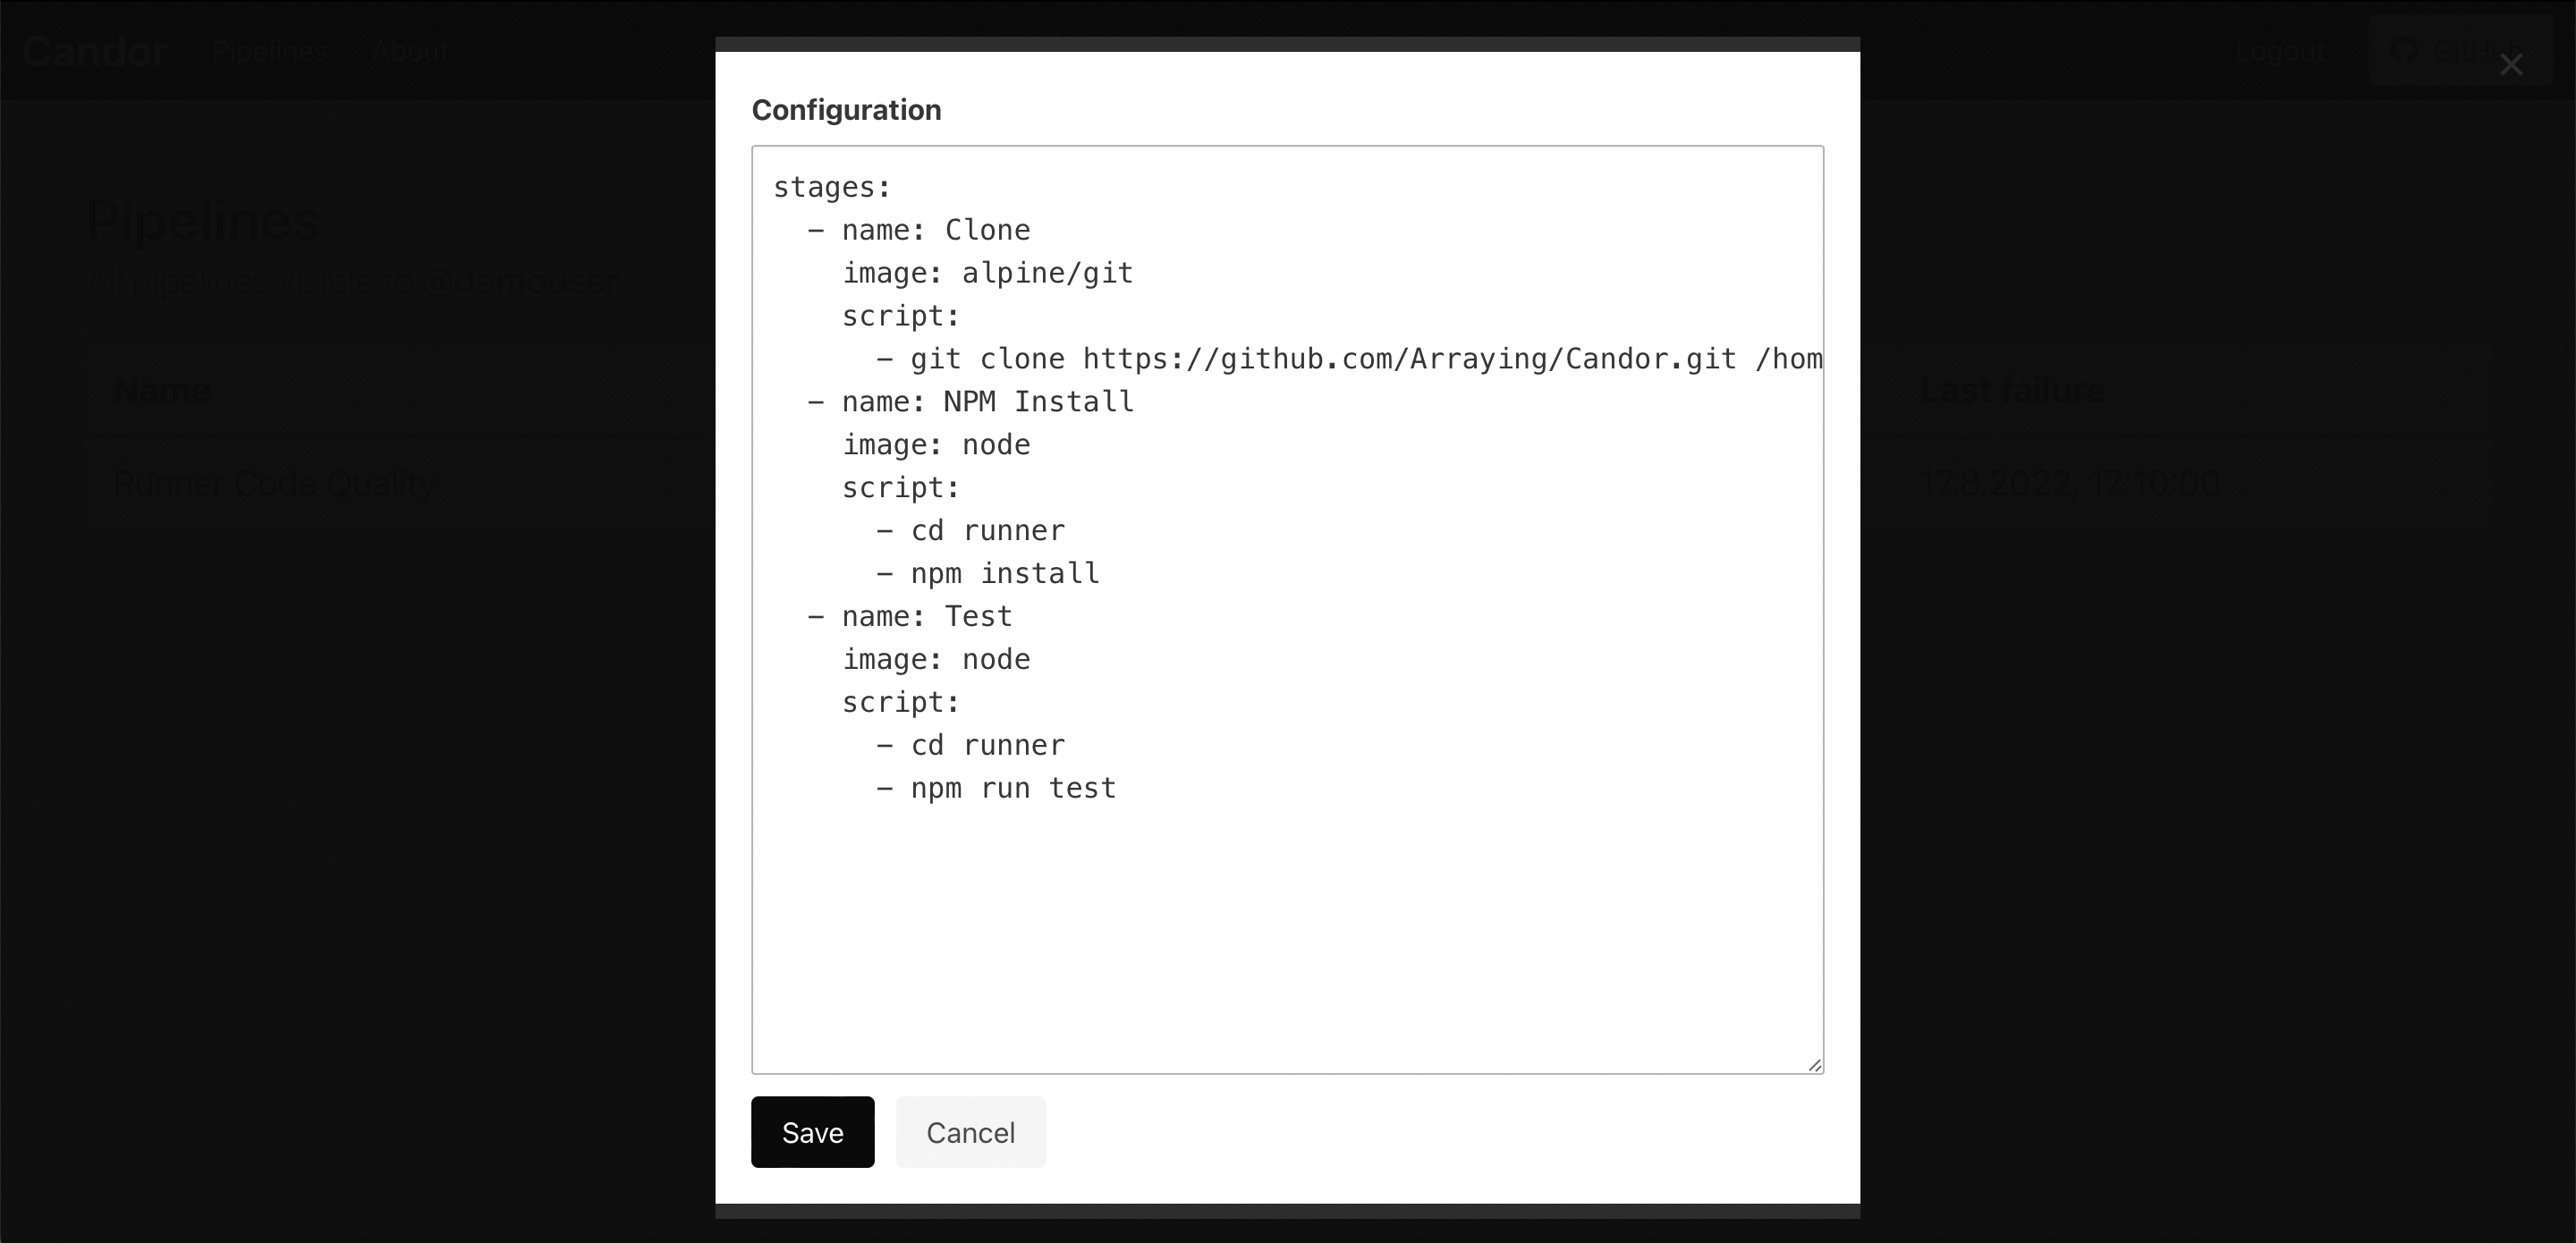 Candor Pipelines About Logout GitHub
Pipelines
All pipelines visible to @demouser
Name Last failure
Runner Code Quality 17.8.2022, 17:10:00
Configuration
stages:
  - name: Clone
    image: alpine/git
    script:
      - git clone https://github.com/Arraying/Candor.git /hom
  - name: NPM Install
    image: node
    script:
      - cd runner
      - npm install
  - name: Test
    image: node
    script:
      - cd runner
      - npm run test
Save Cancel